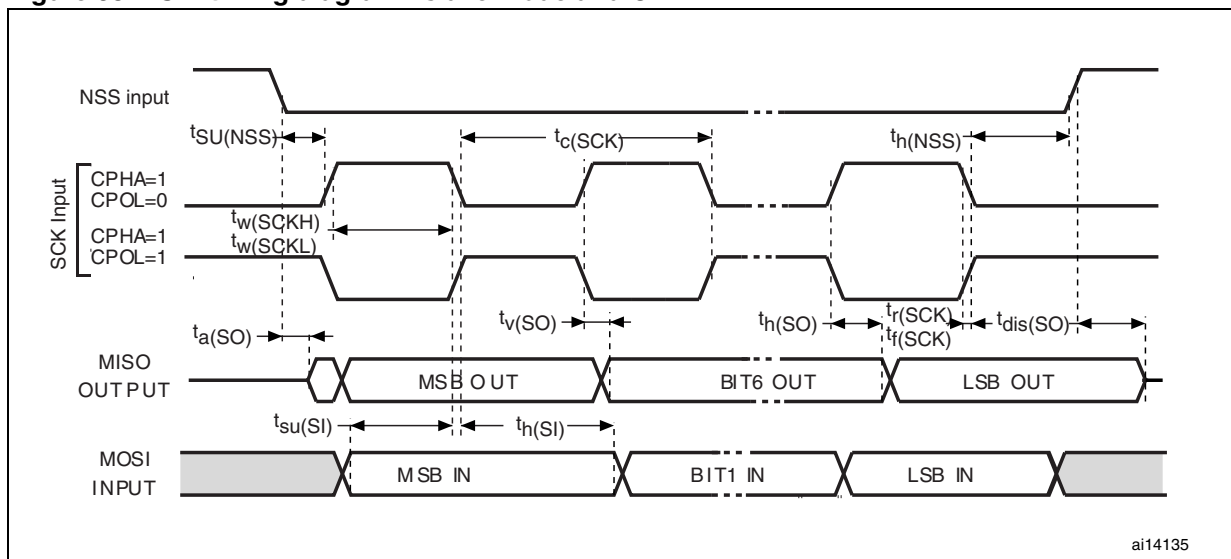 NSS input
tSU(NSS)
tc(SCK)
th(NSS)
SCK Input
CPHA=1
CPOL=0
tw(SCKH)
CPHA=1
tw(SCKL)
CPOL=1
ta(SO)
tv(SO)
th(SO)
tr(SCK)
tf(SCK)
tdis(SO)
MISO
OUTPUT
MSB OUT
BIT6 OUT
LSB OUT
tsu(SI)
th(SI)
MOSI
INPUT
MSB IN
BIT1 IN
LSB IN
ai14135